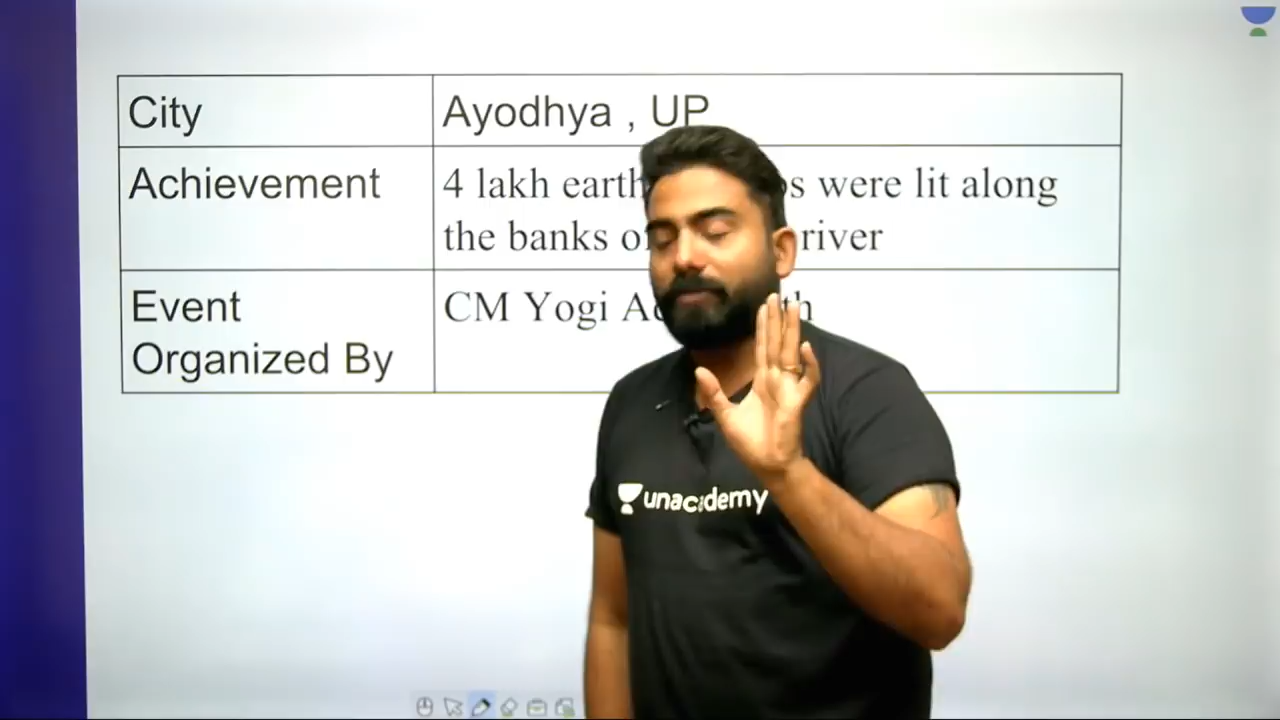 City
Ayodhya , UP
Achievement
4 lakh earth s were lit along
the banks o river
Event
Organized By
CM Yogi A th
unacademy